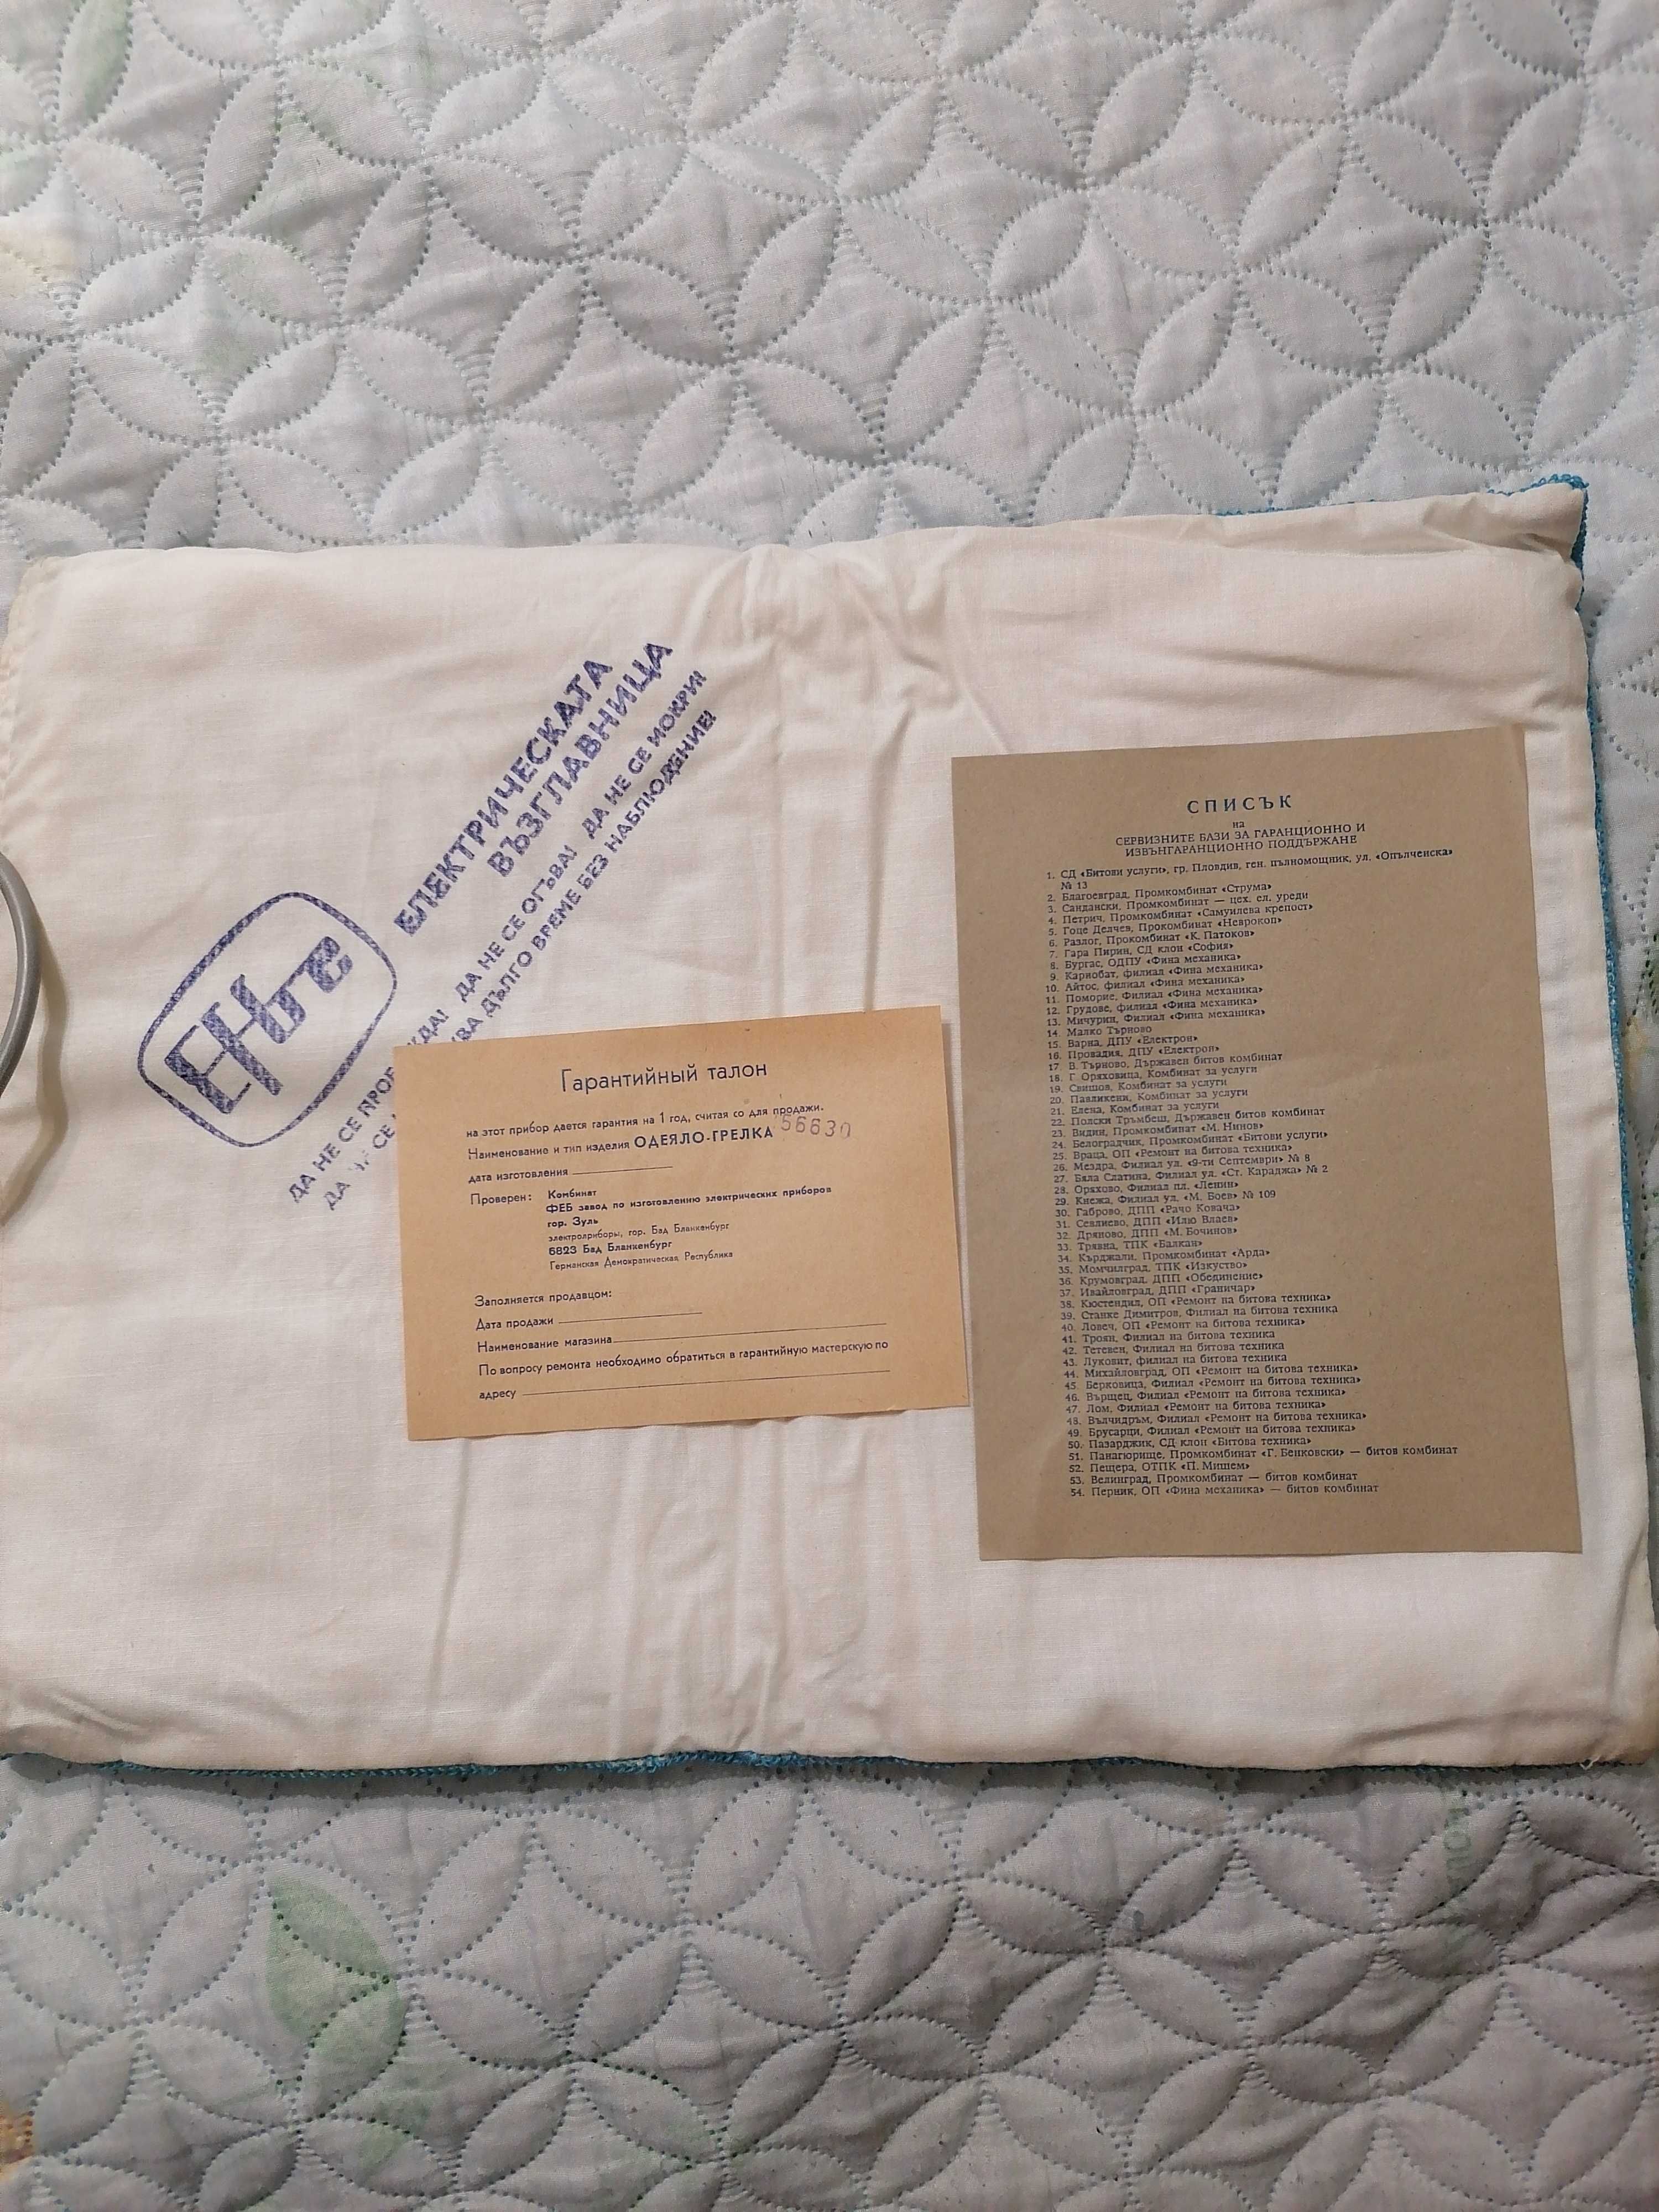 ЕЛЕКТРИЧЕСКАТА
ВЪЗГЛАВНИЦА
ДА НЕ СЕ ПРОБ
ЖДА! ДА НЕ СЕ ОГЪВА! ДА НЕ СЕ МОКРИ!
ДА НЕ СЕ
ВА ДЪЛГО ВРЕМЕ БЕЗ НАБЛЮДЕНИЕ!
Гарантийный талон
на этот прибор дается гарантия на 1 год, считая со для продажи.
Наименование и тип изделия ОДЕЯЛО-ГРЕЛКА 56630
дата изготовления
Проверен: Комбинат
ФЕБ завод по изготовлению электрических приборов
гор. Зуль
электролриборы, гор. Бад Бланкенбург
6823 Бад Бланкенбург
Германская Демократическая Республика
Заполняется продавцом:
Дата продажи
Наименование магазина
По вопросу ремонта необходимо обратиться в гарантийную мастерскую по
адресу
СПИСЪК
на
СЕРВИЗНИТЕ БАЗИ ЗА ГАРАНЦИОННО И
ИЗВЪНГАРАНЦИОННО ПОДДЪРЖАНЕ
1. СД «Битови услуги», гр. Пловдив, ген. пълномощник, ул. «Опълченска»
№ 13
2. Благоевград, Промкомбинат «Струма»
3. Сандански, Промкомбинат — цех. ел. уреди
4. Петрич, Промкомбинат «Самуилева крепост»
5. Гоце Делчев, Прокомбинат «Неврокоп»
6. Разлог, Прокомбинат «К. Патоков»
7. Гара Пирин, СД клон «София»
8. Бургас, ОДПУ «Фина механика»
9. Карнобат, филиал «Фина механика»
10. Айтос, филиал «Фина механика»
11. Поморие, Филиал «Фина механика»
12. Грудове, филиал «Фина механика»
13. Мичурин, Филиал «Фина механика»
14. Малко Търново
15. Варна, ДПУ «Електрон»
16. Провадия, ДПУ «Електрон»
17. В. Търново, Държавен битов комбинат
18. Г. Оряховица, Комбинат за услуги
19. Свищов, Комбинат за услуги
20. Павликени, Комбинат за услуги
21. Елена, Комбинат за услуги
22. Полски Тръмбеш, Държавен битов комбинат
23. Видин, Промкомбинат «М. Нинов»
24. Белоградчик, Промкомбинат «Битови услуги»
25. Враца, ОП «Ремонт на битова техника»
26. Мездра, Филиал ул. «9-ти Септември» № 8
27. Бяла Слатина, Филиал ул. «Ст. Караджа» № 2
28. Оряхово, Филиал пл. «Ленин»
29. Кнежа, Филиал ул. «М. Боев» № 109
30. Габрово, ДПП «Рачо Ковача»
31. Севлиево, ДПП «Илю Влаев»
32. Дряново, ДПП «М. Бочинов»
33. Трявна, ТПК «Балкан»
34. Кърджали, Промкомбинат «Арда»
35. Момчилград, ТПК «Изкуство»
36. Крумовград, ДПП «Обединение»
37. Ивайловград, ДПП «Граничар»
38. Кюстендил, ОП «Ремонт на битова техника»
39. Станке Димитров, Филиал на битова техника
40. Ловеч, ОП «Ремонт на битова техника»
41. Троян, Филиал на битова техника
42. Тетевен, Филиал на битова техника
43. Луковит, филиал на битова техника
44. Михайловград, ОП «Ремонт на битова техника»
45. Берковица, Филиал «Ремонт на битова техника»
46. Вършец, Филиал «Ремонт на битова техника»
47. Лом, Филиал «Ремонт на битова техника»
48. Вълчидръм, Филиал «Ремонт на битова техника»
49. Брусарци, Филиал «Ремонт на битова техника»
50. Пазарджик, СД клон «Битова техника»
51. Панагюрище, Промкомбинат «Г. Бенковски» — битов комбинат
52. Пещера, ОТПК «П. Мишем»
53. Велинград, Промкомбинат — битов комбинат
54. Перник, ОП «Фина механика» — битов комбинат